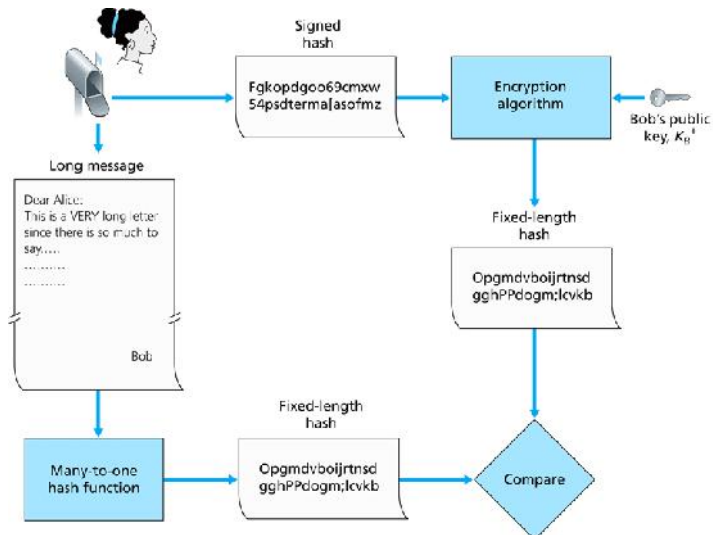 Signed
hash
Fgkopdgoo69cmxw
54psdterma[asofmz
Encryption
algorithm
Bob's public
key, K_B^+
Long message
Dear Alice:
This is a VERY long letter
since there is so much to
say.....
..........
..........
Bob
Fixed-length
hash
Opgmdvboijrtnsd
gghPPdogm;lcvkb
Many-to-one
hash function
Fixed-length
hash
Opgmdvboijrtnsd
gghPPdogm;lcvkb
Compare